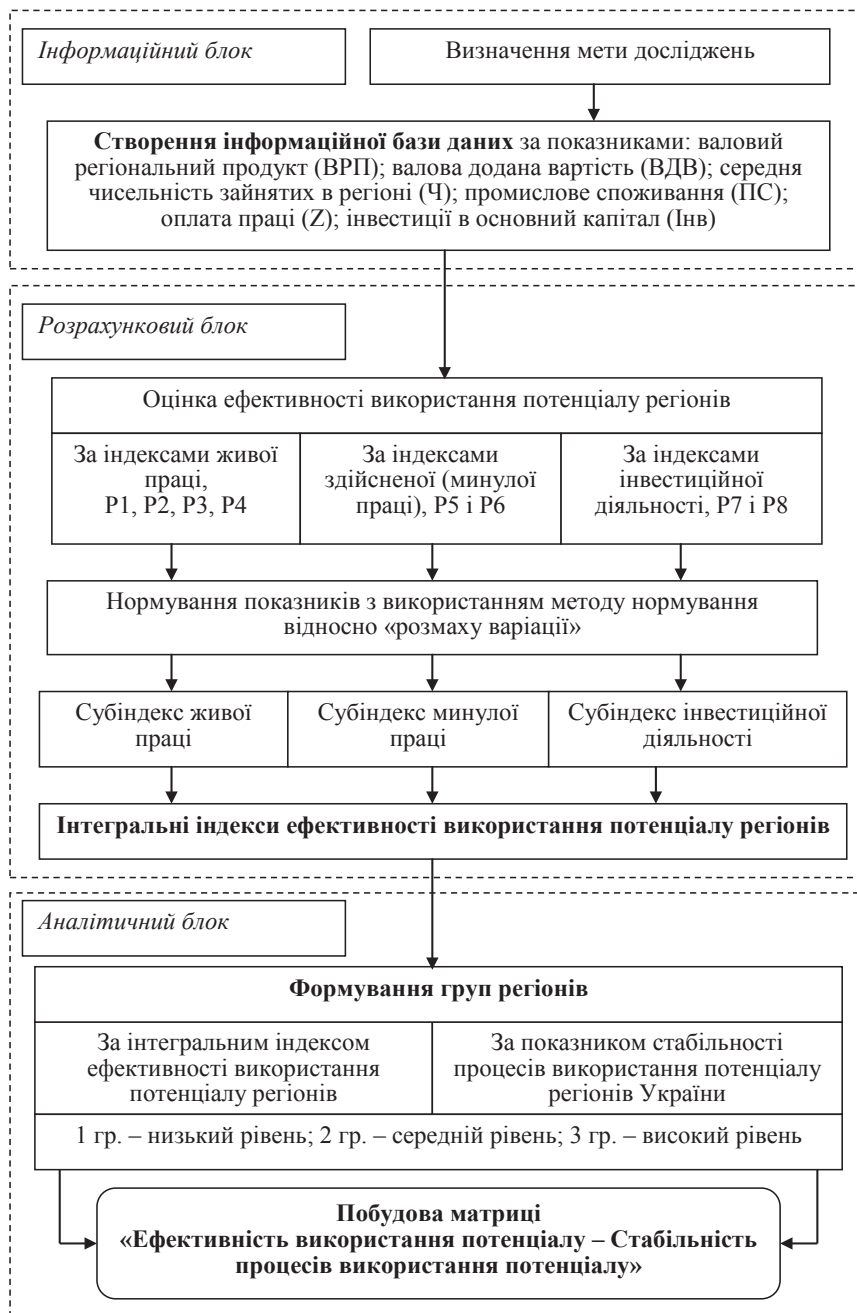 Інформаційний блок
Визначення мети досліджень
Створення інформаційної бази даних за показниками: валовий
регіональний продукт (ВРП); валова додана вартість (ВДВ); середня
чисельність зайнятих в регіоні (Ч); промислове споживання (ПС);
оплата праці (Z); інвестиції в основний капітал (Інв)
Розрахунковий блок
Оцінка ефективності використання потенціалу регіонів
За індексами живої
праці,
Р1, Р2, Р3, Р4
За індексами
здійсненої (минулої
праці), Р5 і Р6
За індексами
інвестиційної
діяльності, Р7 і Р8
Нормування показників з використанням методу нормування
відносно «розмаху варіації»
Субіндекс живої
праці
Субіндекс минулої
праці
Субіндекс інвестиційної
діяльності
Інтегральні індекси ефективності використання потенціалу регіонів
Аналітичний блок
Формування груп регіонів
За інтегральним індексом
ефективності використання
потенціалу регіонів
За показником стабільності
процесів використання потенціалу
регіонів України
1 гр. – низький рівень; 2 гр. – середній рівень; 3 гр. – високий рівень
Побудова матриці
«Ефективність використання потенціалу – Стабільність
процесів використання потенціалу»